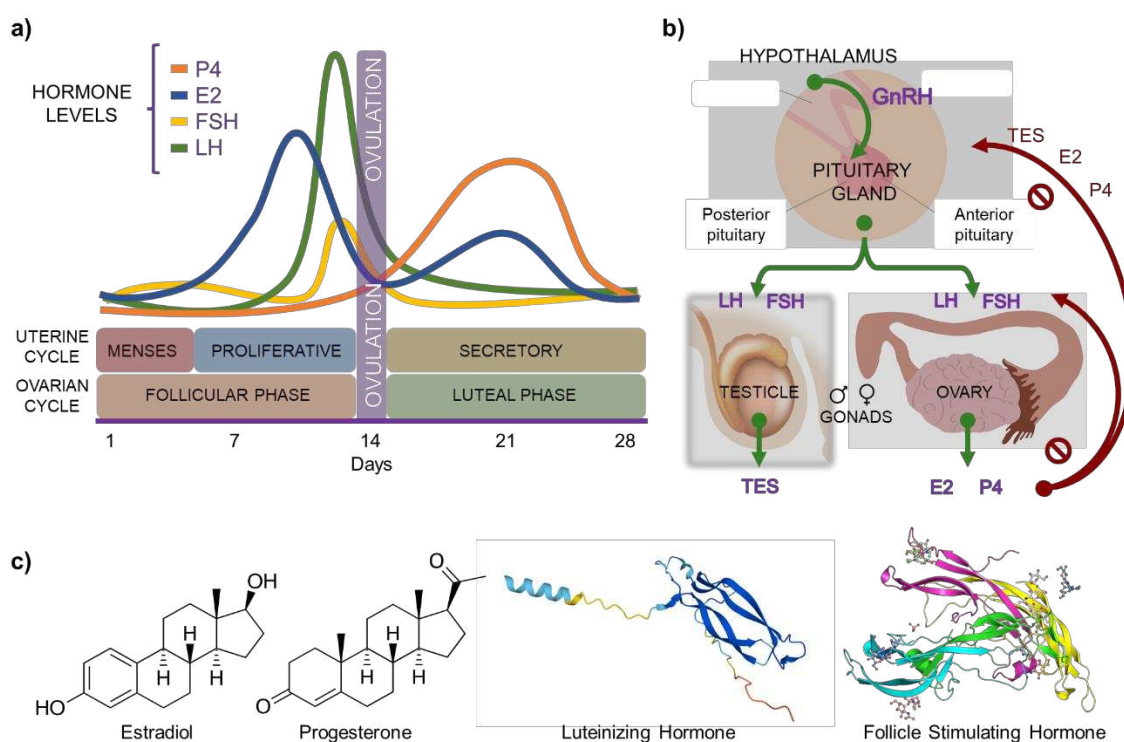 a)
HORMONE
LEVELS
P4
E2
FSH
LH
OVULATION
OVULATION
UTERINE
CYCLE
MENSES
PROLIFERATIVE
SECRETORY
OVARIAN
CYCLE
FOLLICULAR PHASE
OVULATION
LUTEAL PHASE
1
7
14
21
28
Days
b)
HYPOTHALAMUS
GnRH
PITUITARY
GLAND
Posterior
pituitary
Anterior
pituitary
TES
E2
P4
LH
FSH
LH
FSH
TESTICLE
♂ ♀
GONADS
OVARY
TES
E2
P4
c)
OH
HO
Estradiol
O
O
Progesterone
Luteinizing Hormone
Follicle Stimulating Hormone
H
H
H
H
H
H